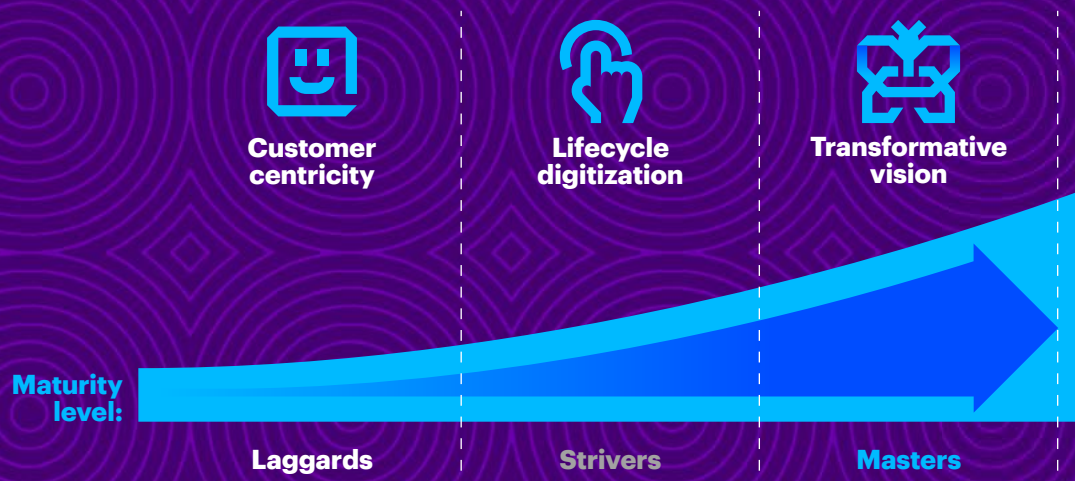 Customer
centricity
Lifecycle
digitization
Transformative
vision
Maturity
level:
Laggards
Strivers
Masters